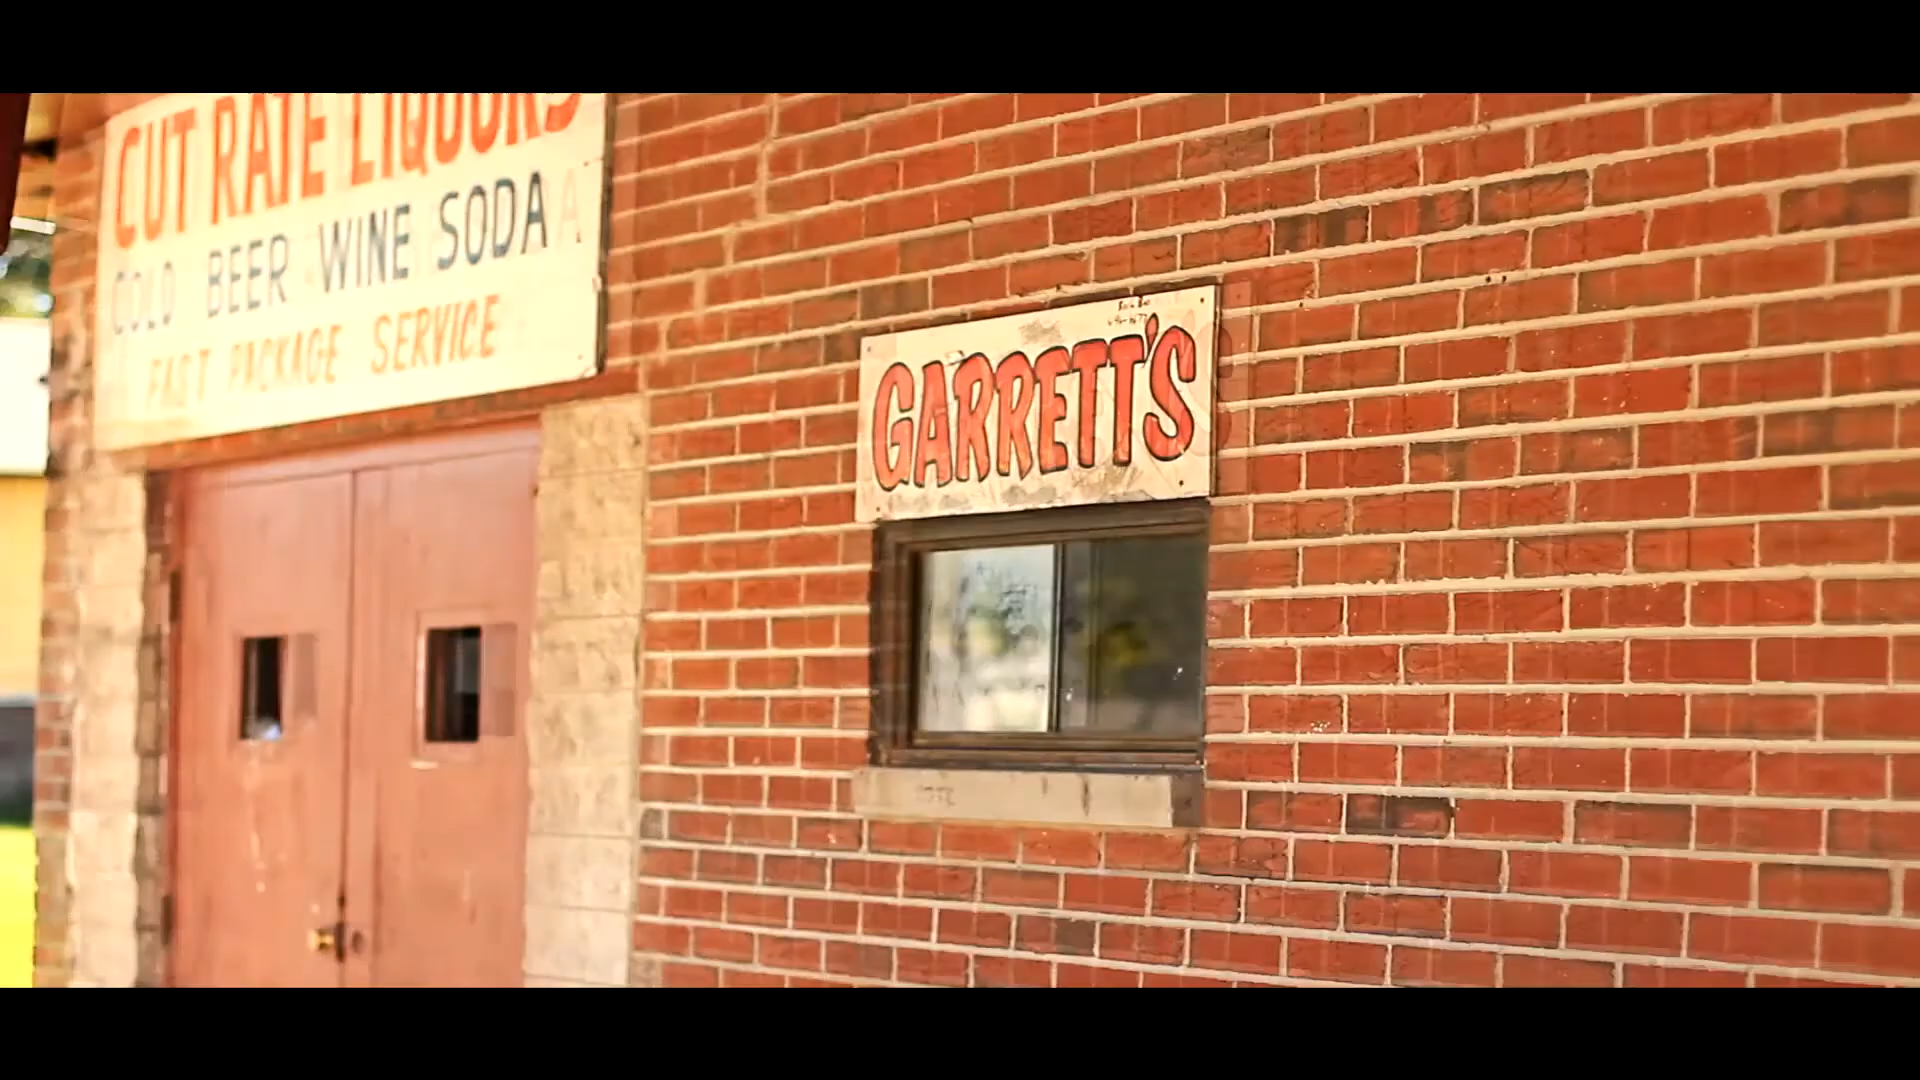 CUT RATE LIQUORS
COLD BEER WINE SODA
FAST PACKAGE SERVICE
GARRETT'S